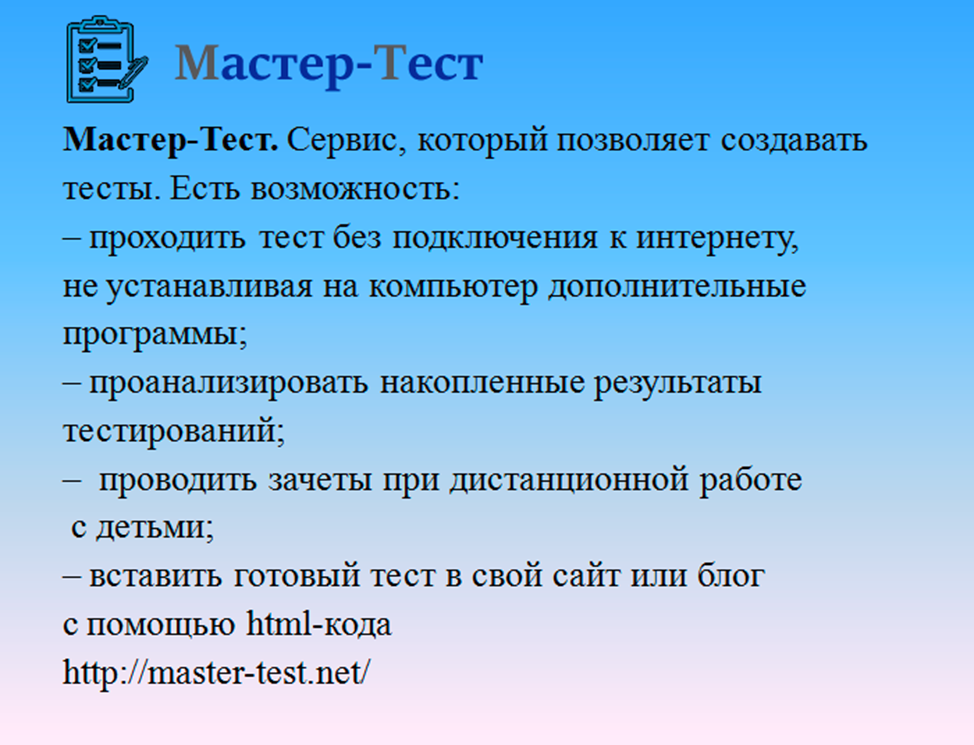 Мастер-Тест
Мастер-Тест. Сервис, который позволяет создавать
тесты. Есть возможность:
– проходить тест без подключения к интернету,
не устанавливая на компьютер дополнительные
программы;
– проанализировать накопленные результаты
тестирований;
– проводить зачеты при дистанционной работе
с детьми;
– вставить готовый тест в свой сайт или блог
с помощью html-кода
http://master-test.net/